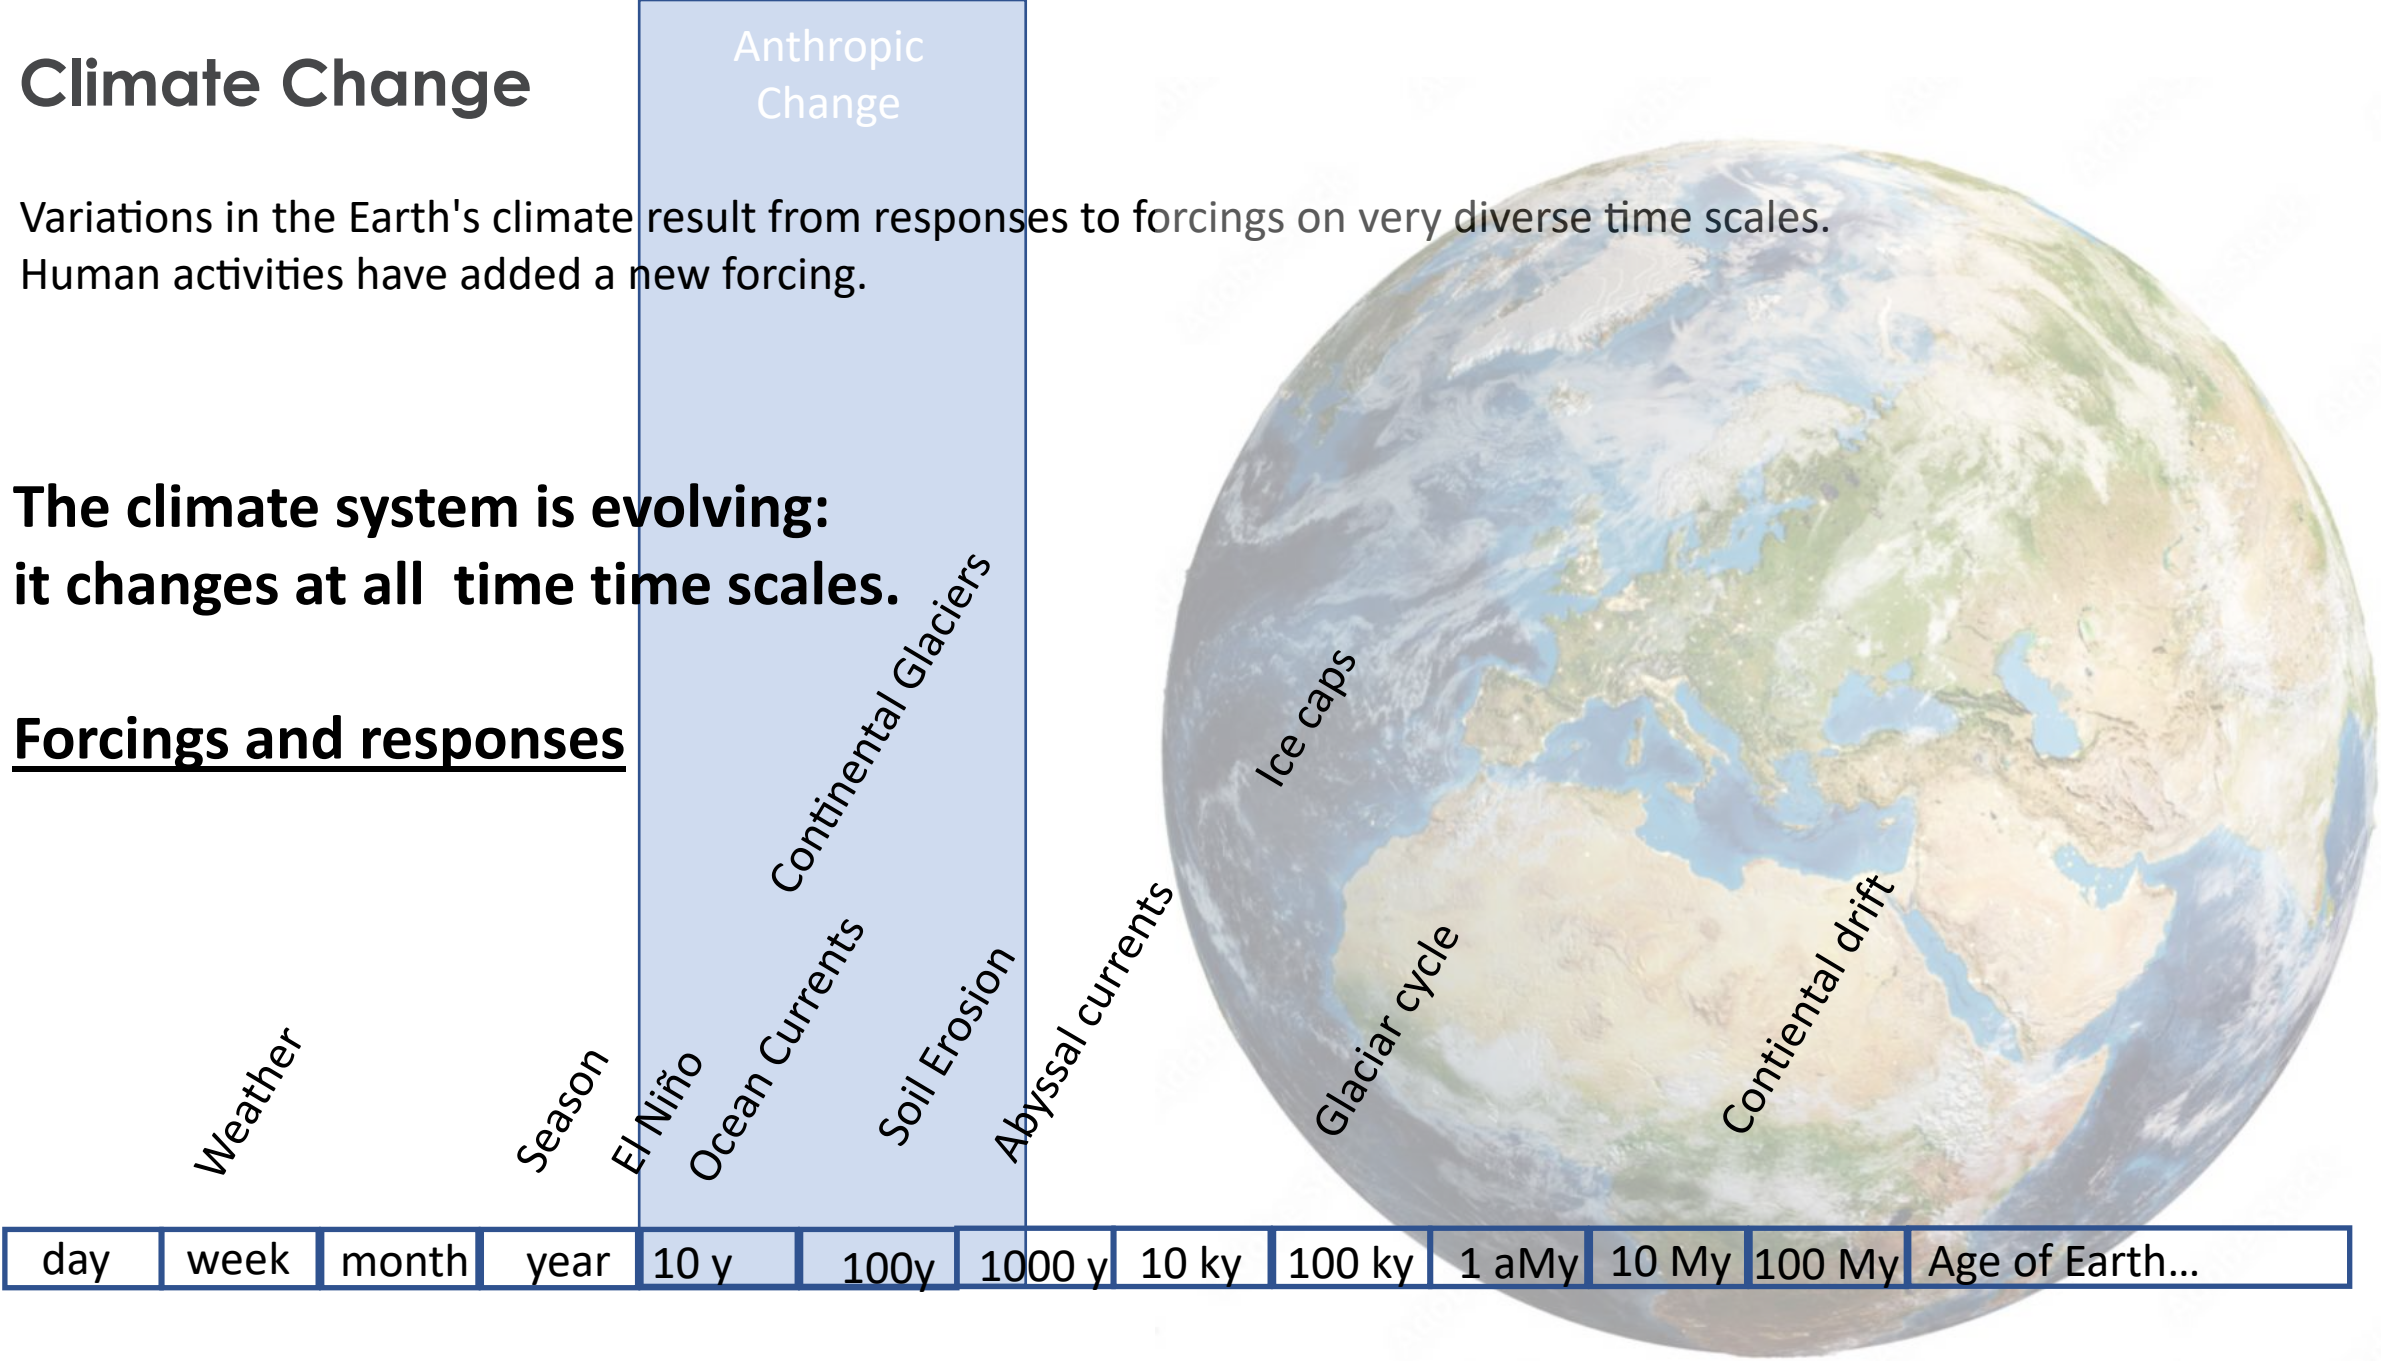 Anthropic
Change
Climate Change
Variations in the Earth's climate result from responses to forcings on very diverse time scales.
Human activities have added a new forcing.
The climate system is evolving:
it changes at all  time time scales.
Forcings and responses
Weather
Season
El Niño
Ocean Currents
Continental Glaciers
Soil Erosion
Abyssal currents
Ice caps
Glaciar cycle
Contiental drift
day week month year 10 y 100y 1000 y 10 ky 100 ky 1 aMy 10 My 100 My Age of Earth...